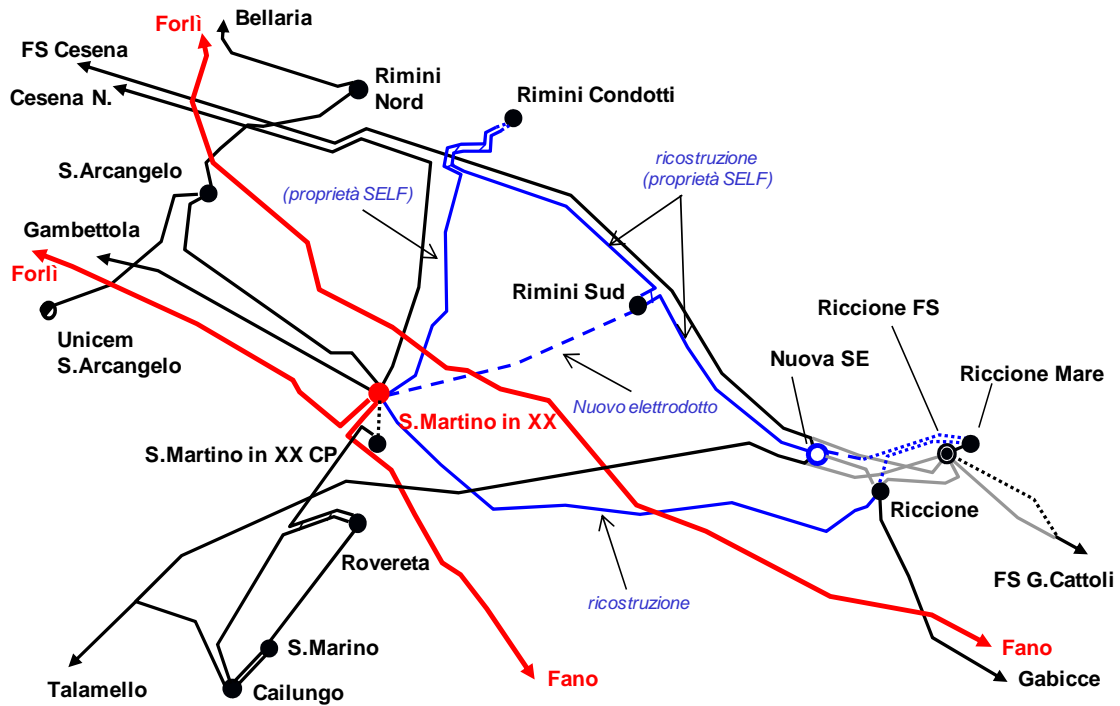 Forlì
Bellaria
FS Cesena
Cesena N.
Rimini
Nord
Rimini Condotti
S.Arcangelo
(proprietà SELF)
ricostruzione
(proprietà SELF)
Gambettola
Forlì
Rimini Sud
Riccione FS
Unicem
S.Arcangelo
Nuova SE
Riccione Mare
Nuovo elettrodotto
S.Martino in XX
S.Martino in XX CP
Riccione
Rovereta
FS G.Cattoli
ricostruzione
S.Marino
Fano
Talamello
Cailungo
Fano
Gabicce